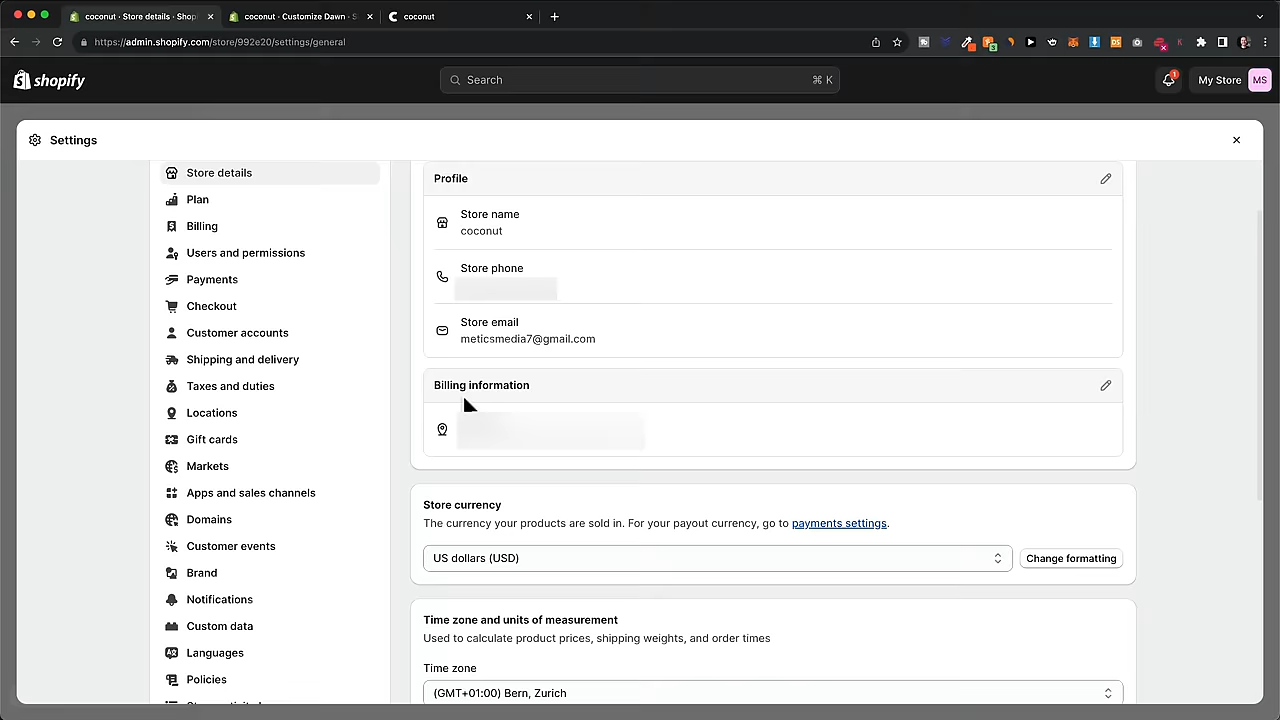 coconut · Store details · Shop
coconut · Customize Dawn · S
coconut
https://admin.shopify.com/store/992e20/settings/general
shopify
Search
⌘ K
1
My Store
MS
Settings
Store details
Plan
Billing
Users and permissions
Payments
Checkout
Customer accounts
Shipping and delivery
Taxes and duties
Locations
Gift cards
Markets
Apps and sales channels
Domains
Customer events
Brand
Notifications
Custom data
Languages
Policies
Profile
Store name
coconut
Store phone
Store email
meticsmedia7@gmail.com
Billing information
Store currency
The currency your products are sold in. For your payout currency, go to payments settings.
US dollars (USD)
Change formatting
Time zone and units of measurement
Used to calculate product prices, shipping weights, and order times
Time zone
(GMT+01:00) Bern, Zurich